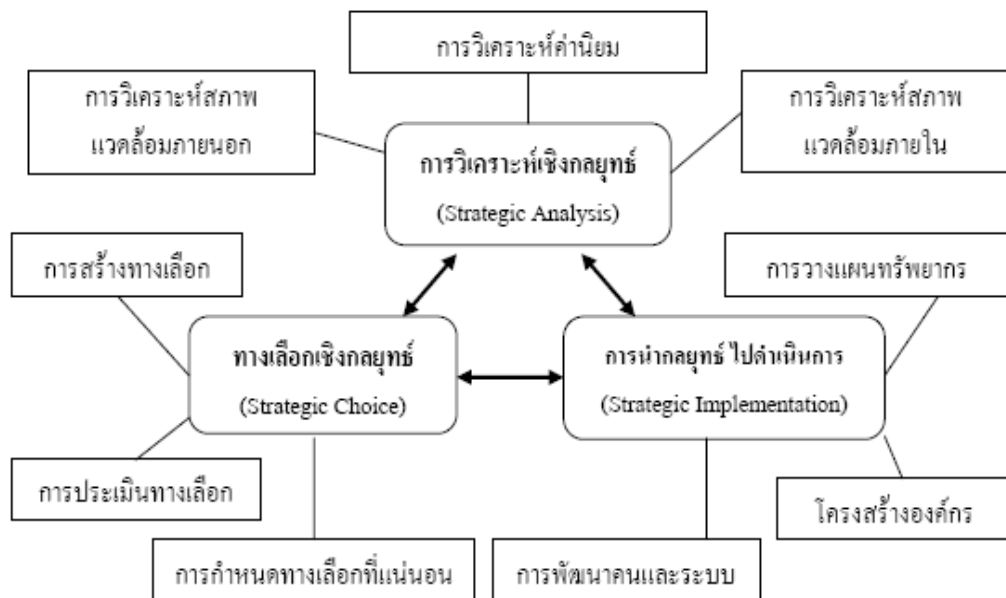 การวิเคราะห์ค่านิยม
การวิเคราะห์สภาพ
แวดล้อมภายนอก
การวิเคราะห์สภาพ
แวดล้อมภายใน
การวิเคราะห์เชิงกลยุทธ์
(Strategic Analysis)
การสร้างทางเลือก
การวางแผนทรัพยากร
ทางเลือกเชิงกลยุทธ์
(Strategic Choice)
การนำกลยุทธ์ ไปดำเนินการ
(Strategic Implementation)
การประเมินทางเลือก
โครงสร้างองค์กร
การกำหนดทางเลือกที่แน่นอน
การพัฒนาคนและระบบ